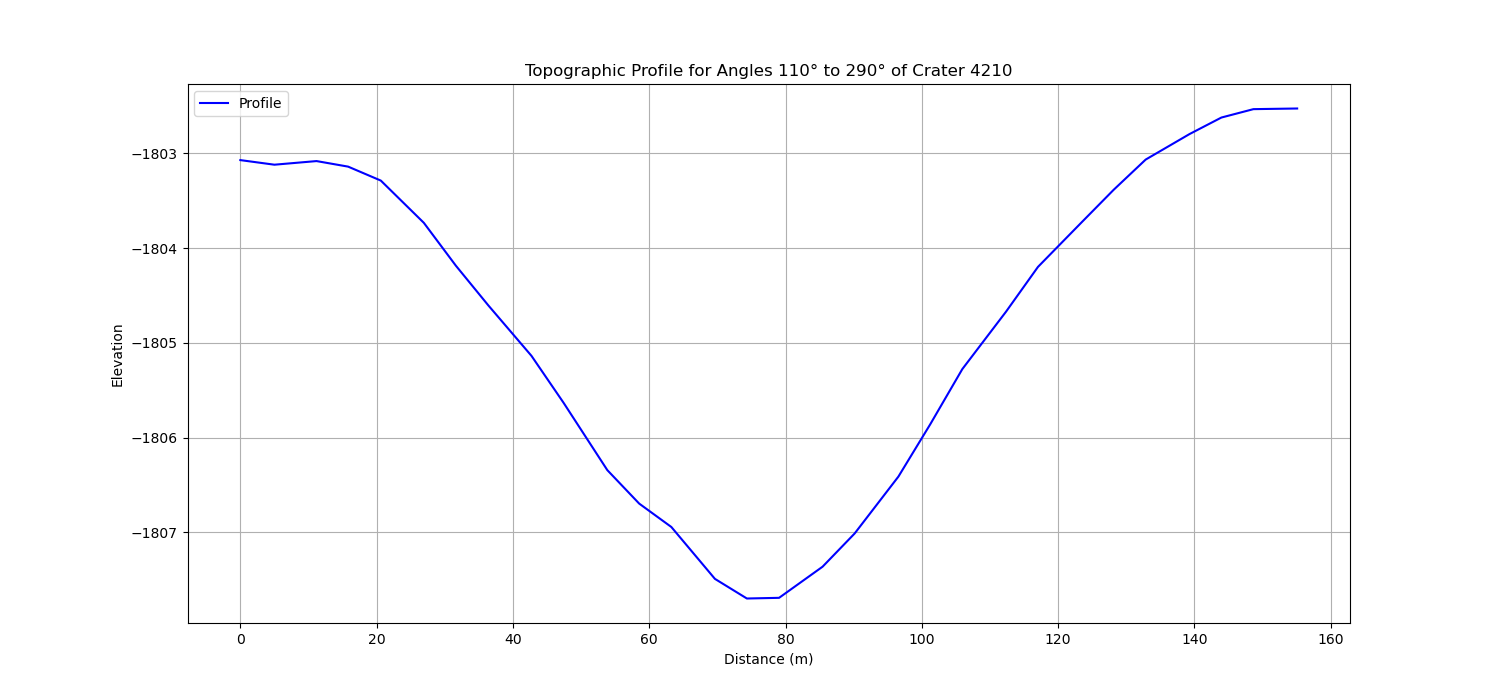 Topographic Profile for Angles 110° to 290° of Crater 4210
Profile
−1803
−1804
−1805
−1806
−1807
Elevation
0 20 40 60 80 100 120 140 160
Distance (m)